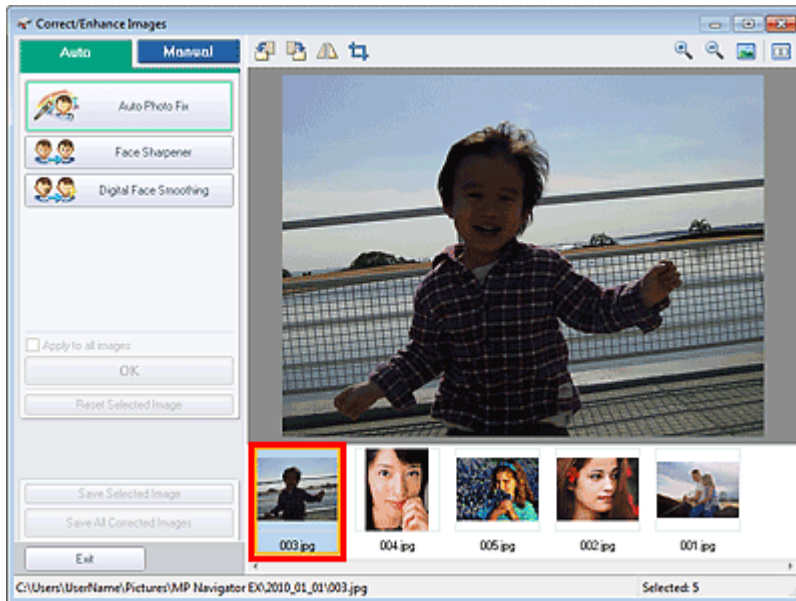 Correct/Enhance Images
Auto Manual
Auto Photo Fix
Face Sharpener
Digital Face Smoothing
Apply to all images
OK
Reset Selected Image
Save Selected Image
Save All Corrected Images
Exit
003.jpg 004.jpg 005.jpg 002.jpg 001.jpg
C:\Users\UserName\Pictures\MP Navigator EX\2010_01_01\003.jpg Selected: 5